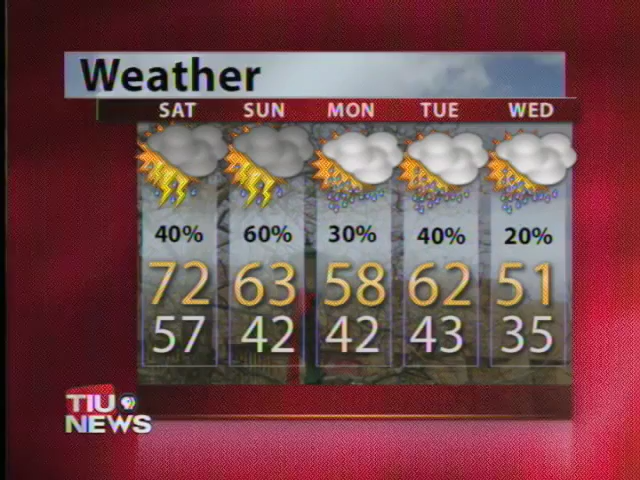 Weather
SAT SUN MON TUE WED
40% 60% 30% 40% 20%
72 63 58 62 51
57 42 42 43 35
TIU
NEWS